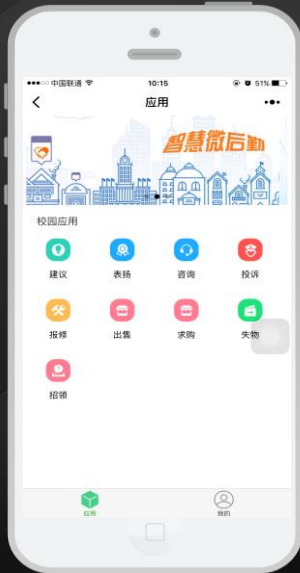 中国联通 10:15 51%
应用
智慧微后勤
校园应用
建议 表扬 咨询 投诉
报修 出售 求购 失物
招领
应用 我的